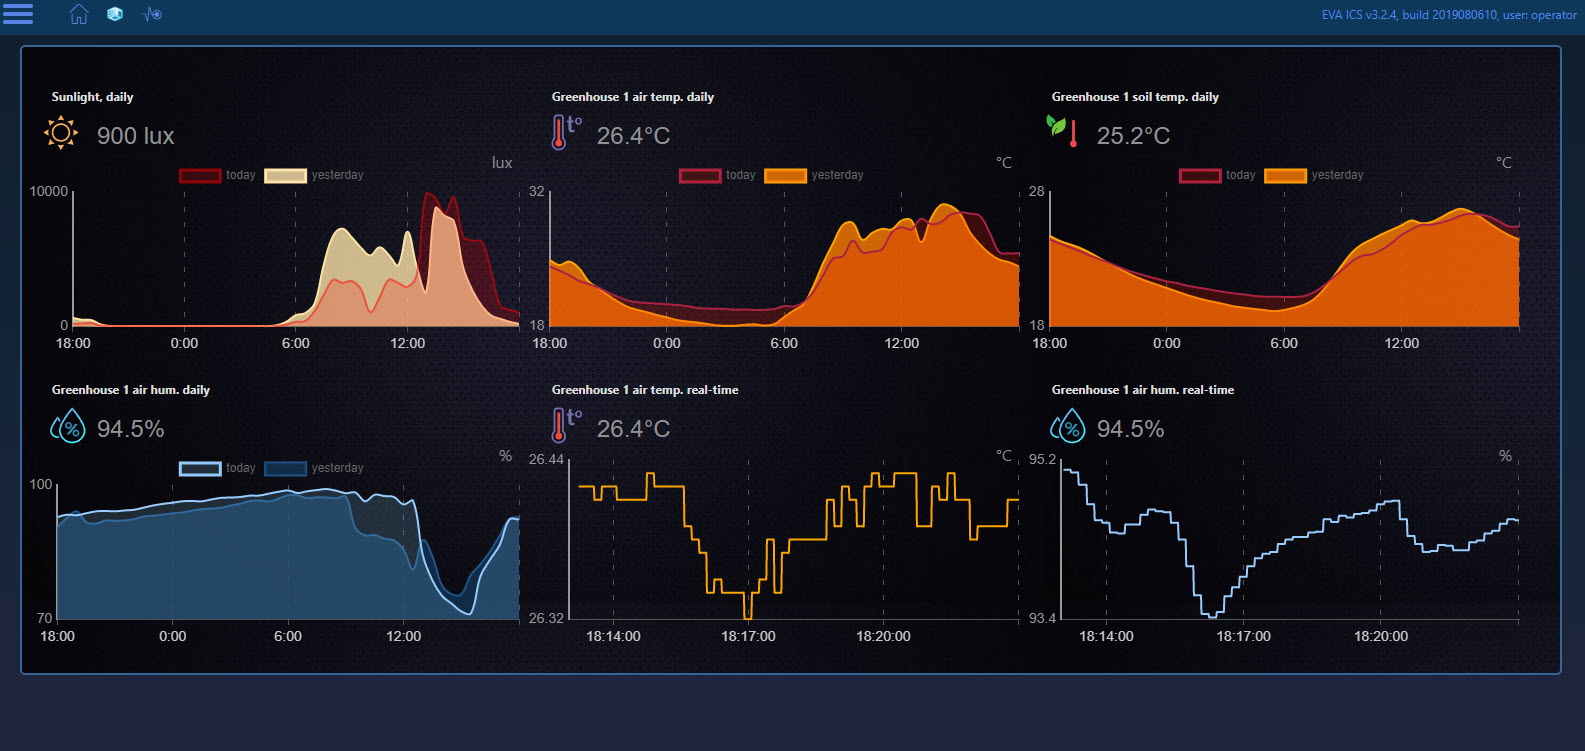 EVA ICS v3.2.4, build 2019080610, user: operator
Sunlight, daily
900 lux
lux
today yesterday
10000
0
18:00 0:00 6:00 12:00
Greenhouse 1 air temp. daily
t°
26.4°C
°C
today yesterday
32
18
18:00 0:00 6:00 12:00
Greenhouse 1 soil temp. daily
25.2°C
°C
today yesterday
28
18
18:00 0:00 6:00 12:00
Greenhouse 1 air hum. daily
%
94.5%
%
today yesterday
100
70
18:00 0:00 6:00 12:00
Greenhouse 1 air temp. real-time
t°
26.4°C
°C
26.44
26.32
18:14:00 18:17:00 18:20:00
Greenhouse 1 air hum. real-time
%
94.5%
%
95.2
93.4
18:14:00 18:17:00 18:20:00